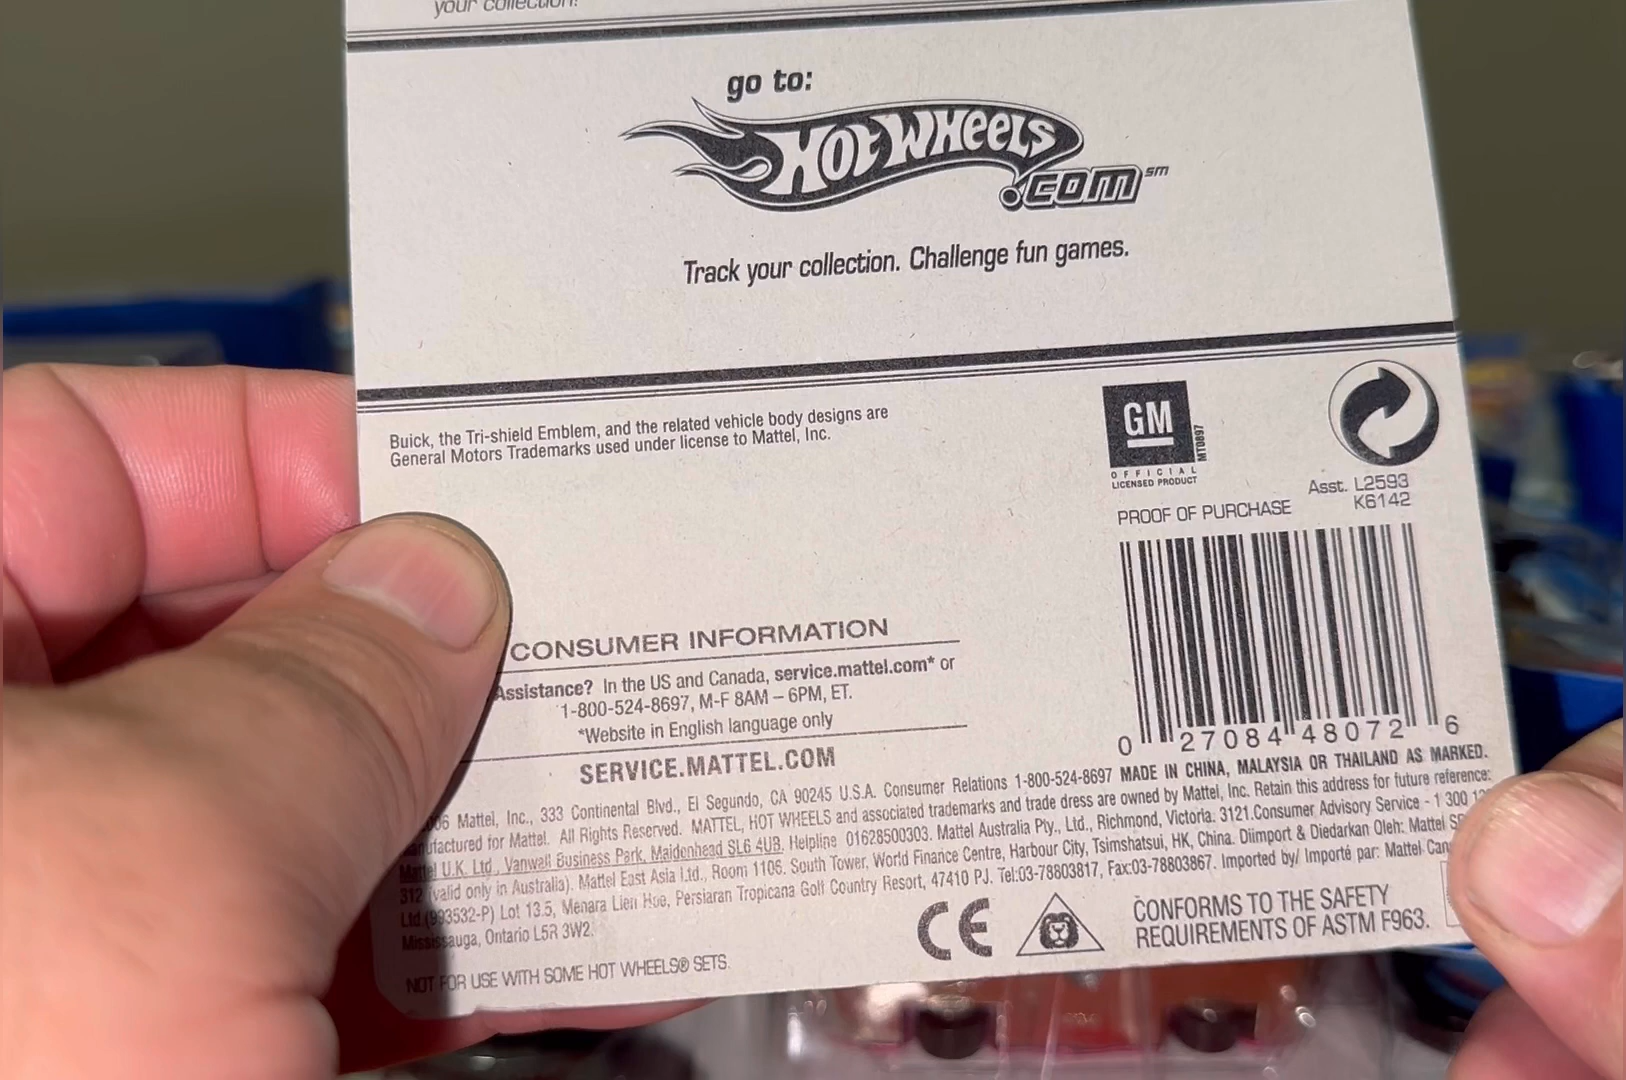 your collection!
go to:
HOT WHEELS
.COM SM
Track your collection. Challenge fun games.
Buick, the Tri-shield Emblem, and the related vehicle body designs are
General Motors Trademarks used under license to Mattel, Inc.
GM
MT0897
OFFICIAL
LICENSED PRODUCT
Asst. L2593
K6142
PROOF OF PURCHASE
0 27084 48072 6
CONSUMER INFORMATION
Assistance? In the US and Canada, service.mattel.com* or
1-800-524-8697, M-F 8AM – 6PM, ET.
*Website in English language only
SERVICE.MATTEL.COM
Mattel, Inc., 333 Continental Blvd., El Segundo, CA 90245 U.S.A. Consumer Relations 1-800-524-8697 MADE IN CHINA, MALAYSIA OR THAILAND AS MARKED.
for Mattel. All Rights Reserved. MATTEL, HOT WHEELS and associated trademarks and trade dress are owned by Mattel, Inc. Retain this address for future reference:
Mattel U.K. Ltd., Vanwall Business Park, Maidenhead SL6 4UB. Helpline 01628500303. Mattel Australia Pty., Ltd., Richmond, Victoria. 3121.Consumer Advisory Service - 1 300
312 (valid only in Australia). Mattel East Asia Ltd., Room 1106, South Tower, World Finance Centre, Harbour City, Tsimshatsui, HK, China. Diimport & Diedarkan Oleh: Mattel
Ltd.(993532-P) Lot 13.5, Menara Lien Hoe, Persiaran Tropicana Golf Country Resort, 47410 PJ. Tel:03-78803817, Fax:03-78803867. Imported by/ Importé par: Mattel
Mississauga, Ontario L5R 3W2.
CE
CONFORMS TO THE SAFETY
REQUIREMENTS OF ASTM F963.
NOT FOR USE WITH SOME HOT WHEELS® SETS.